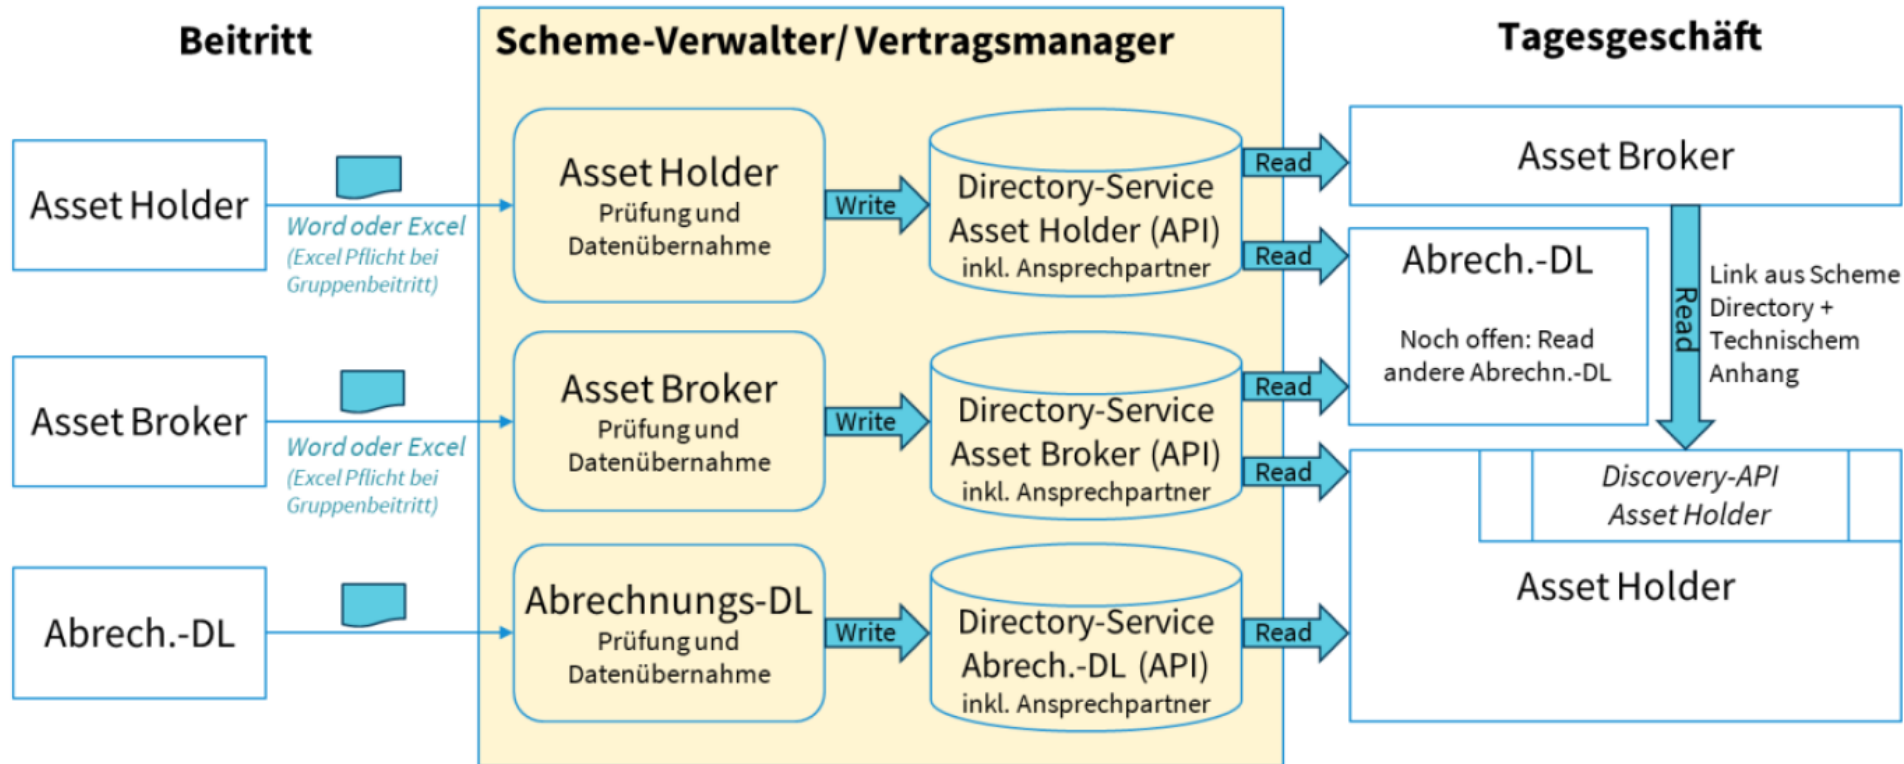 Beitritt
Scheme-Verwalter/ Vertragsmanager
Tagesgeschäft
Asset Holder
Word oder Excel
(Excel Pflicht bei
Gruppenbeitritt)
Asset Holder
Prüfung und
Datenübernahme
Write
Directory-Service
Asset Holder (API)
inkl. Ansprechpartner
Read
Read
Asset Broker
Abrech.-DL
Noch offen: Read
andere Abrechn.-DL
Read
Link aus Scheme
Directory +
Technischem
Anhang
Asset Broker
Word oder Excel
(Excel Pflicht bei
Gruppenbeitritt)
Asset Broker
Prüfung und
Datenübernahme
Write
Directory-Service
Asset Broker (API)
inkl. Ansprechpartner
Read
Read
Discovery-API
Asset Holder
Asset Holder
Abrech.-DL
Abrechnungs-DL
Prüfung und
Datenübernahme
Write
Directory-Service
Abrech.-DL (API)
inkl. Ansprechpartner
Read